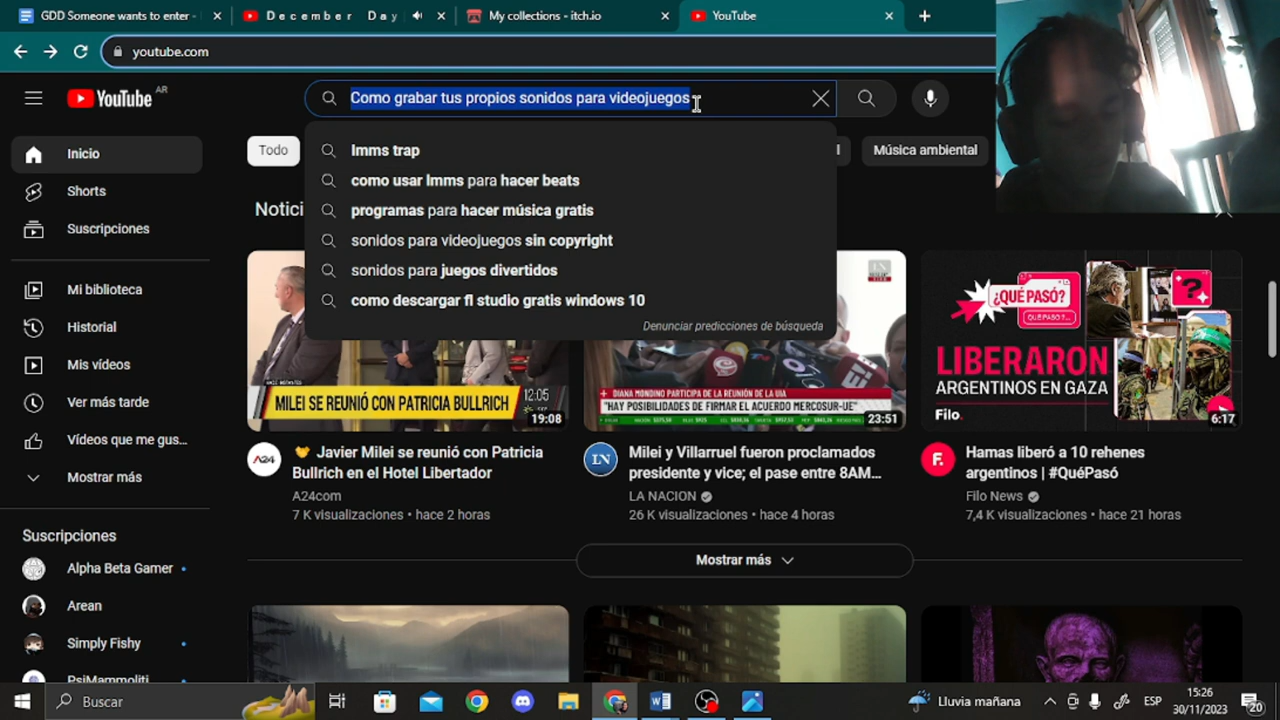 GDD Someone wants to enter -
December Day
My collections - itch.io
YouTube
youtube.com
YouTube AR
Como grabar tus propios sonidos para videojuegos
Inicio
Shorts
Suscripciones
Mi biblioteca
Historial
Mis vídeos
Ver más tarde
Vídeos que me gus...
Mostrar más
Suscripciones
Alpha Beta Gamer
Arean
Simply Fishy
PsiMammoliti
Todo
Música ambiental
lmms trap
como usar lmms para hacer beats
programas para hacer música gratis
sonidos para videojuegos sin copyright
sonidos para juegos divertidos
como descargar fl studio gratis windows 10
Denunciar predicciones de búsqueda
Notici
MILEI SE REUNIÓ CON PATRICIA BULLRICH
12:05
19:08
A24
Javier Milei se reunió con Patricia
Bullrich en el Hotel Libertador
A24com
7 K visualizaciones • hace 2 horas
LN
DIANA MONDINO PARTICIPA DE LA REUNIÓN DE LA UIA
"HAY POSIBILIDADES DE FIRMAR EL ACUERDO MERCOSUR-UE"
23:51
LN
Milei y Villarruel fueron proclamados
presidente y vice; el pase entre 8AM...
LA NACION
26 K visualizaciones • hace 4 horas
¿QUÉ PASÓ?
¿QUÉ PASÓ?
LIBERARON
ARGENTINOS EN GAZA
Filo.
6:17
F.
Hamas liberó a 10 rehenes
argentinos | #QuéPasó
Filo News
7,4 K visualizaciones • hace 21 horas
Mostrar más
Buscar
Lluvia mañana
ESP
15:26
30/11/2023
20